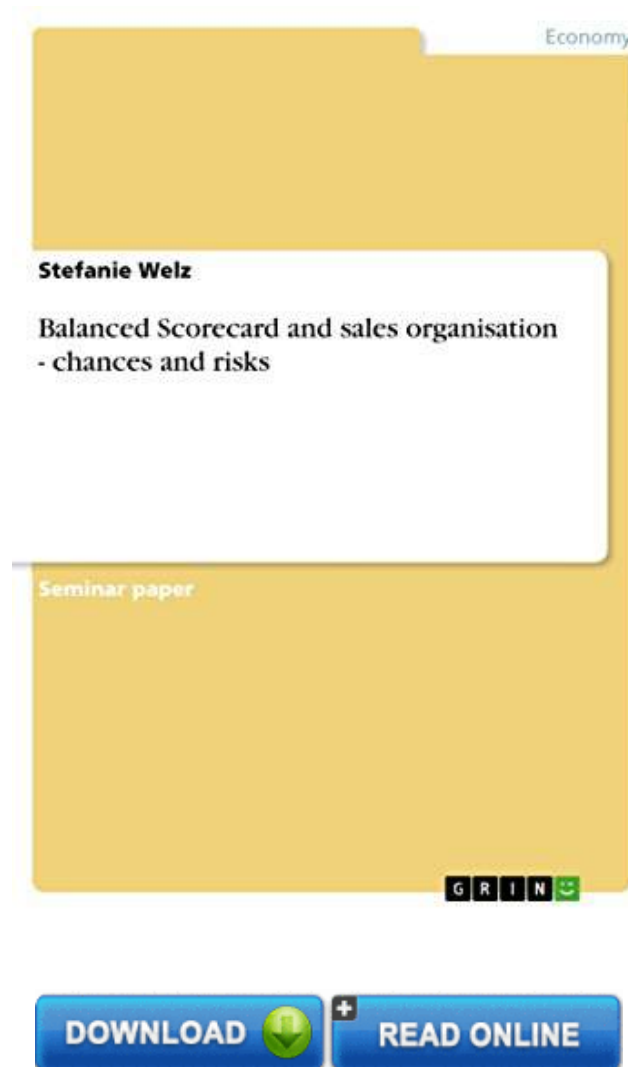 Economy
Stefanie Welz
Balanced Scorecard and sales organisation
- chances and risks
Seminar paper
GRIN
DOWNLOAD
READ ONLINE